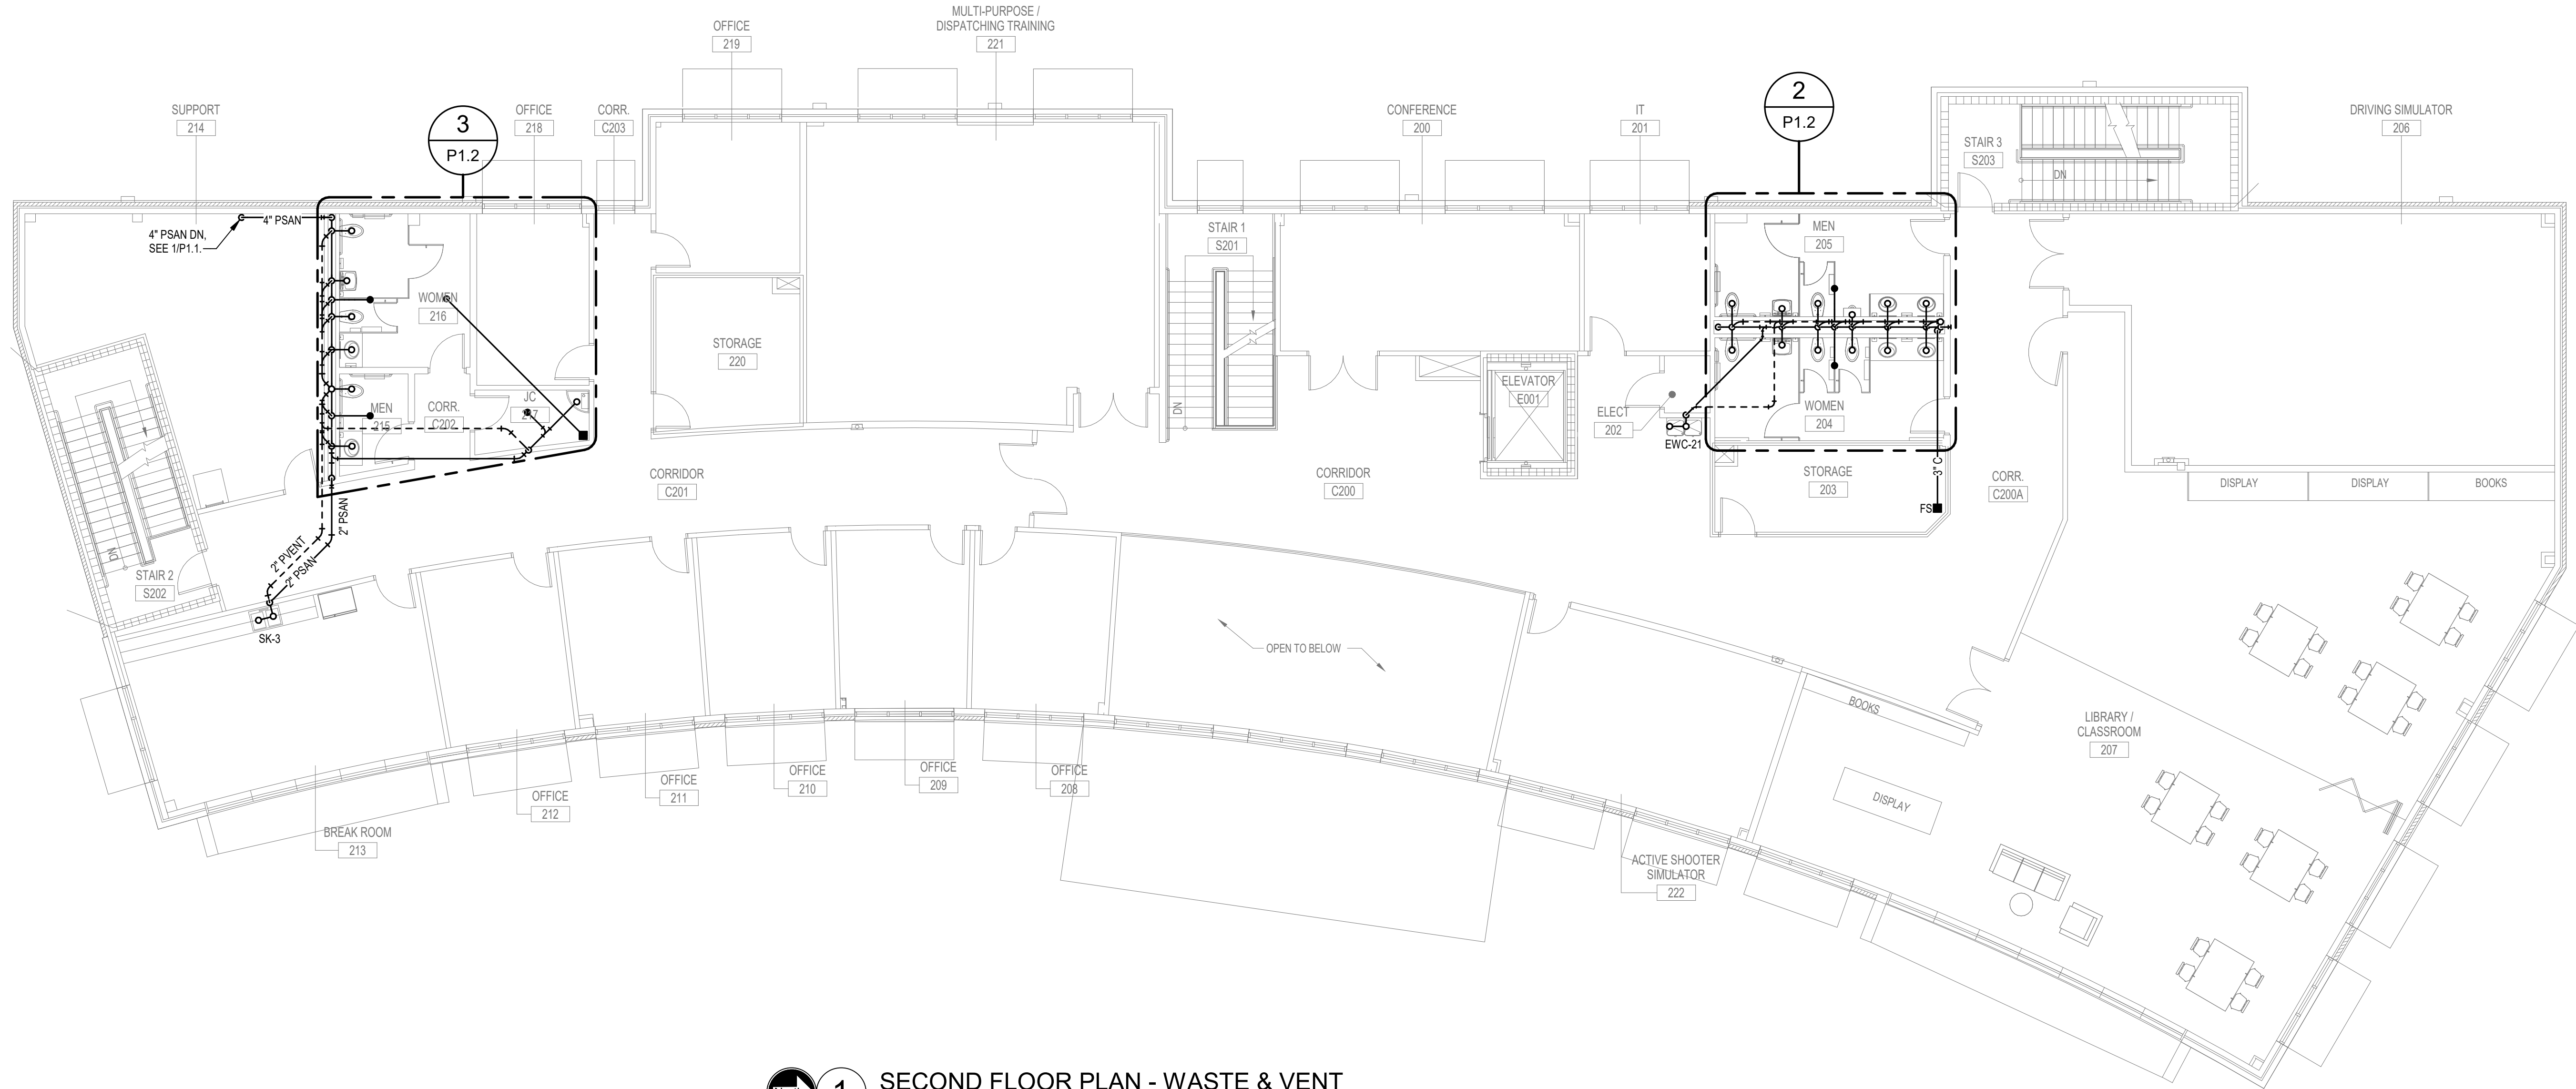 MULTI-PURPOSE /
DISPATCHING TRAINING
221
OFFICE
219
SUPPORT
214
3
P1.2
OFFICE
218
CORR.
C203
CONFERENCE
200
IT
201
2
P1.2
STAIR 3
S203
DN
DRIVING SIMULATOR
206
4" PSAN
4" PSAN DN,
SEE 1/P1.1.
WOMEN
216
STAIR 1
S201
DN
MEN
205
STORAGE
220
MEN
215
CORR.
C202
JC
217
ELEVATOR
E001
ELECT
202
EWC-21
WOMEN
204
CORRIDOR
C201
CORRIDOR
C200
STORAGE
203
3" C
FS
CORR.
C200A
DISPLAY
DISPLAY
BOOKS
2" PSAN
2" PVENT
2" PSAN
DN
STAIR 2
S202
SK-3
OPEN TO BELOW
BOOKS
LIBRARY /
CLASSROOM
207
DISPLAY
OFFICE
208
OFFICE
209
OFFICE
210
OFFICE
211
OFFICE
212
BREAK ROOM
213
ACTIVE SHOOTER
SIMULATOR
222
1
SECOND FLOOR PLAN - WASTE & VENT